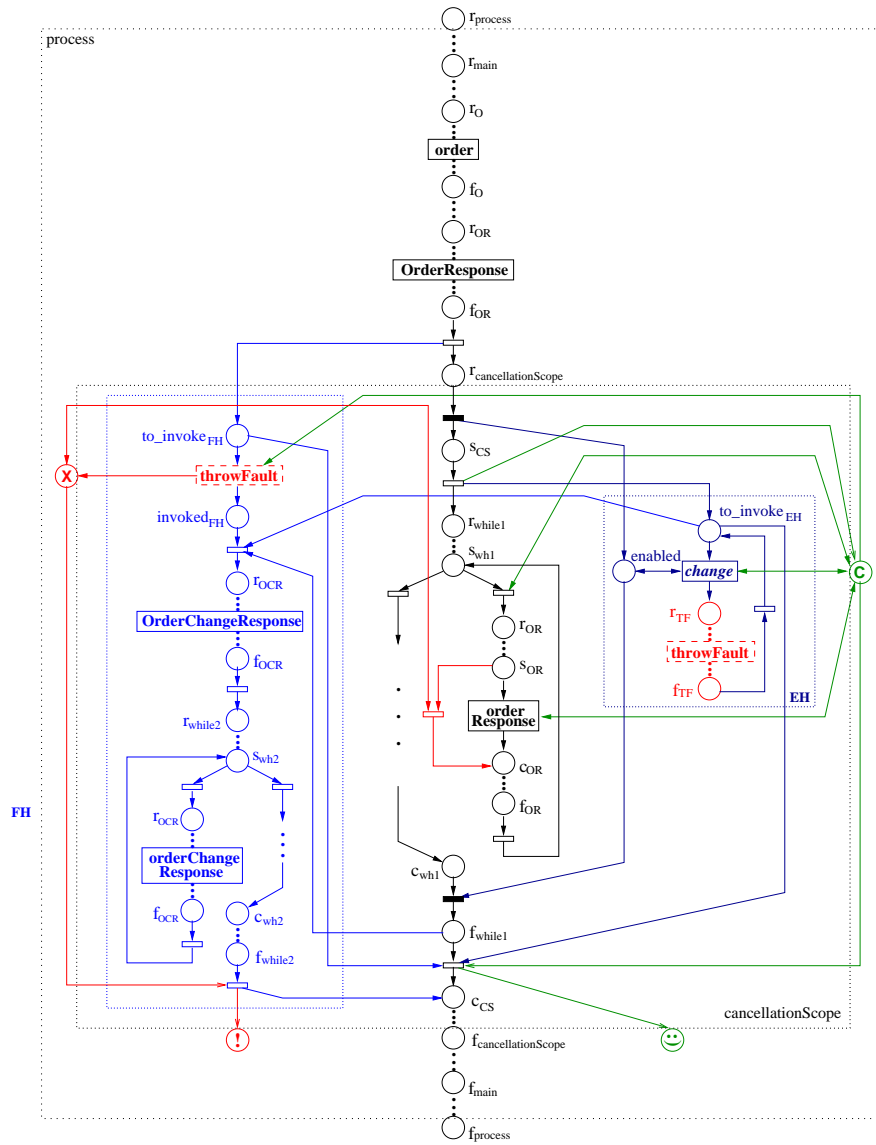 r_process
process
r_main
r_O
order
f_O
r_OR
OrderResponse
f_OR
r_cancellationScope
to_invoke_FH
s_CS
X
throwFault
invoked_FH
r_while1
to_invoke_EH
s_wh1
enabled
change
C
r_OCR
r_TF
OrderChangeResponse
r_OR
throwFault
f_OCR
s_OR
f_TF
EH
r_while2
order
Response
s_wh2
c_OR
FH
r_OCR
f_OR
orderChange
Response
c_wh1
f_OCR
c_wh2
f_while1
f_while2
c_CS
cancellationScope
!
f_cancellationScope
f_main
f_process